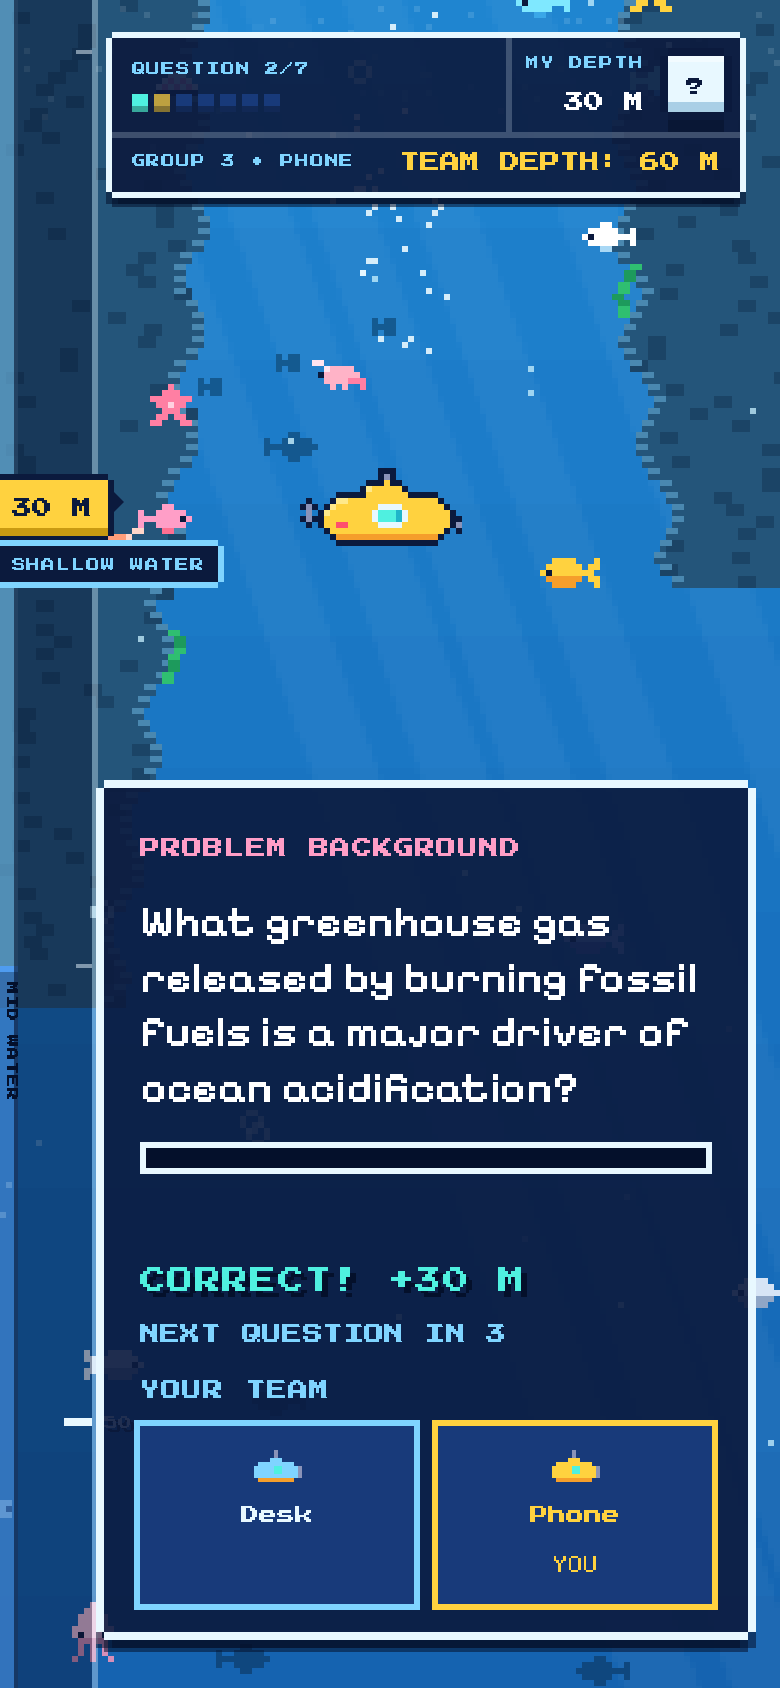 QUESTION 2/7
MY DEPTH
30 M
?
GROUP 3 • PHONE
TEAM DEPTH: 60 M
30 M
SHALLOW WATER
PROBLEM BACKGROUND
What greenhouse gas
released by burning fossil
fuels is a major driver of
ocean acidification?
MID WATER
CORRECT! +30 M
NEXT QUESTION IN 3
YOUR TEAM
50
Desk
Phone
YOU